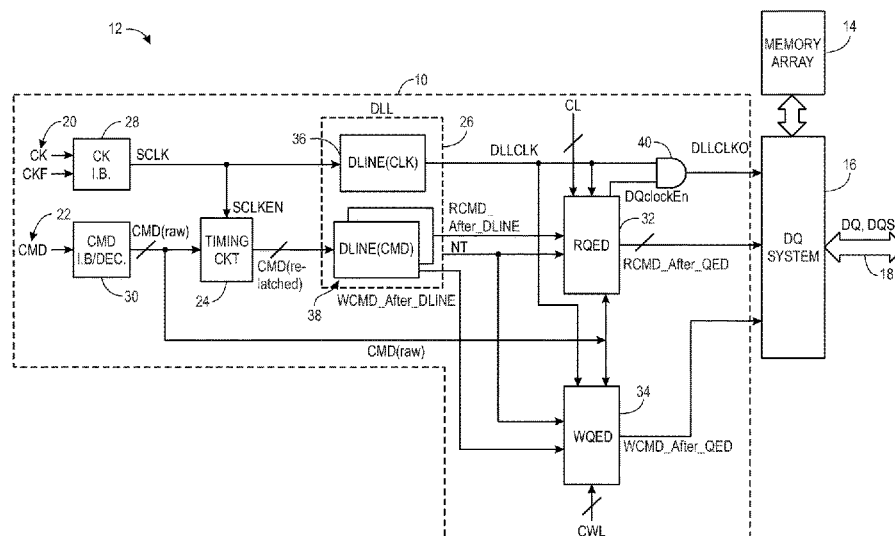 12
14
MEMORY
ARRAY
10
DLL
CL
20
28
36
26
40
CK
CKF
CK
I.B.
SCLK
DLINE(CLK)
DLLCLK
DLLCLKO
16
DQclockEn
SCLKEN
RCMD_
After_DLINE
32
22
CMD
CMD
I.B/DEC.
CMD(raw)
TIMING
CKT
CMD(re-
latched)
DLINE(CMD)
NT
RQED
RCMD_After_QED
DQ
SYSTEM
DQ, DQS
18
30
24
38
WCMD_After_DLINE
CMD(raw)
34
WQED
WCMD_After_QED
CWL